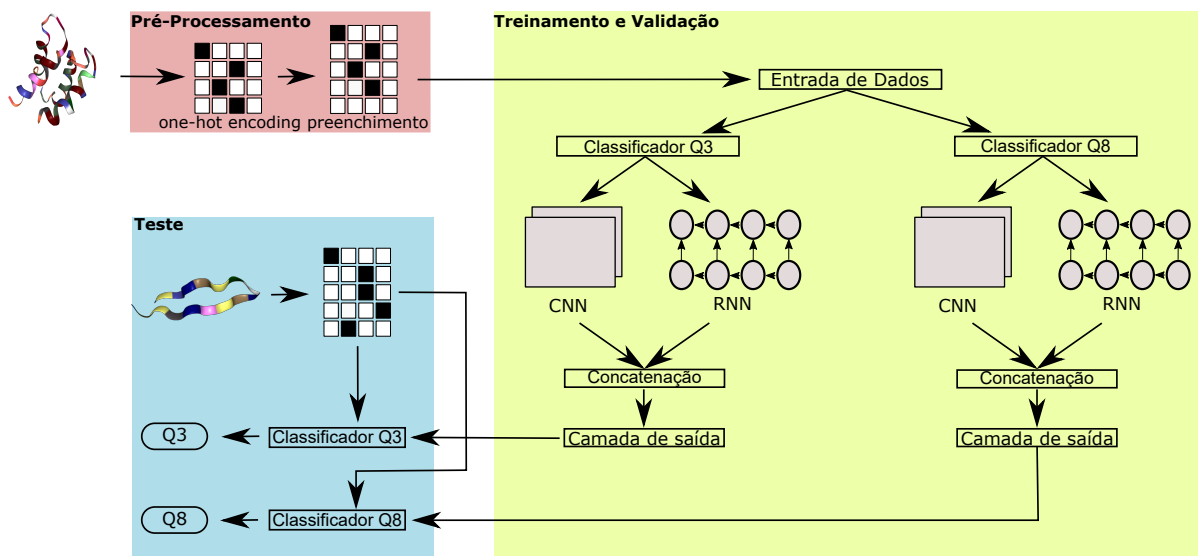 Pré-Processamento
one-hot encoding
preenchimento
Treinamento e Validação
Entrada de Dados
Classificador Q3
Classificador Q8
CNN
RNN
CNN
RNN
Concatenação
Concatenação
Camada de saída
Camada de saída
Teste
Q3
Classificador Q3
Q8
Classificador Q8